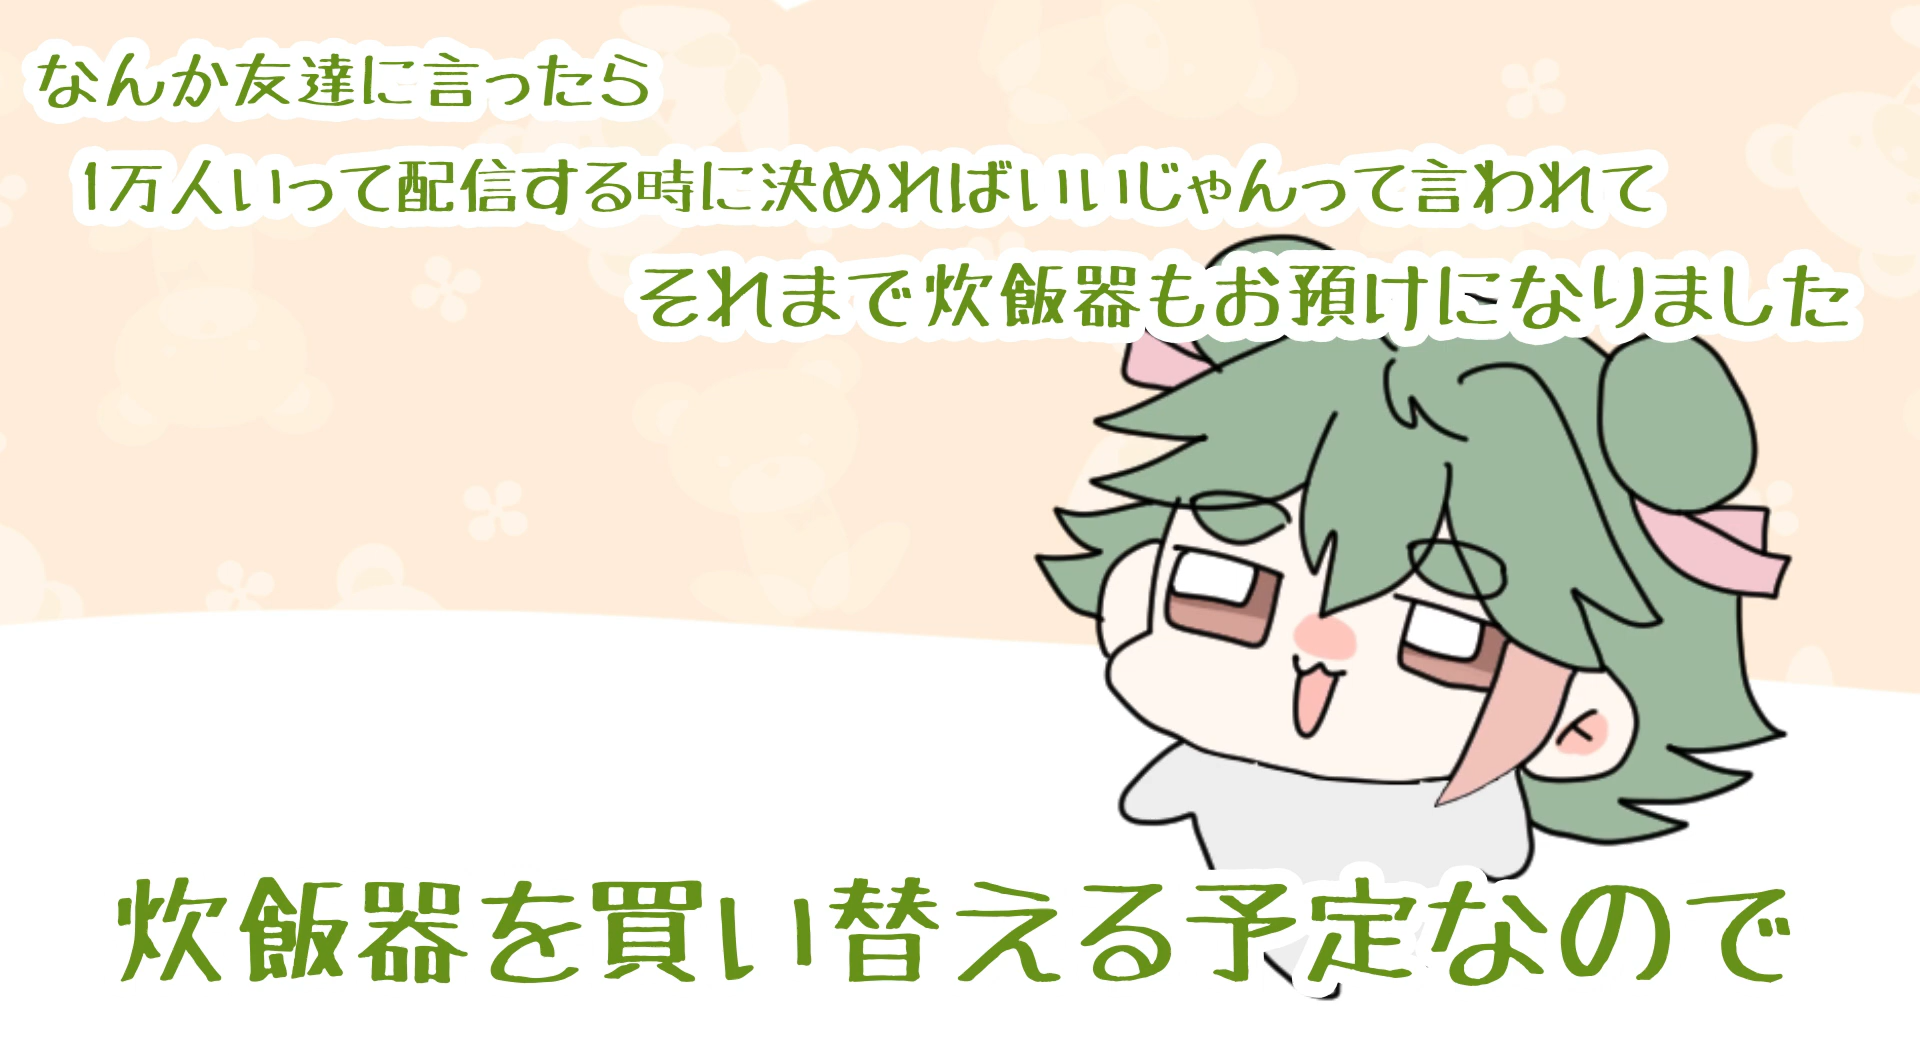 なんか友達に言ったら
1万人いって配信する時に決めればいいじゃんって言われて
それまで炊飯器もお預けになりました
炊飯器を買い替える予定なので